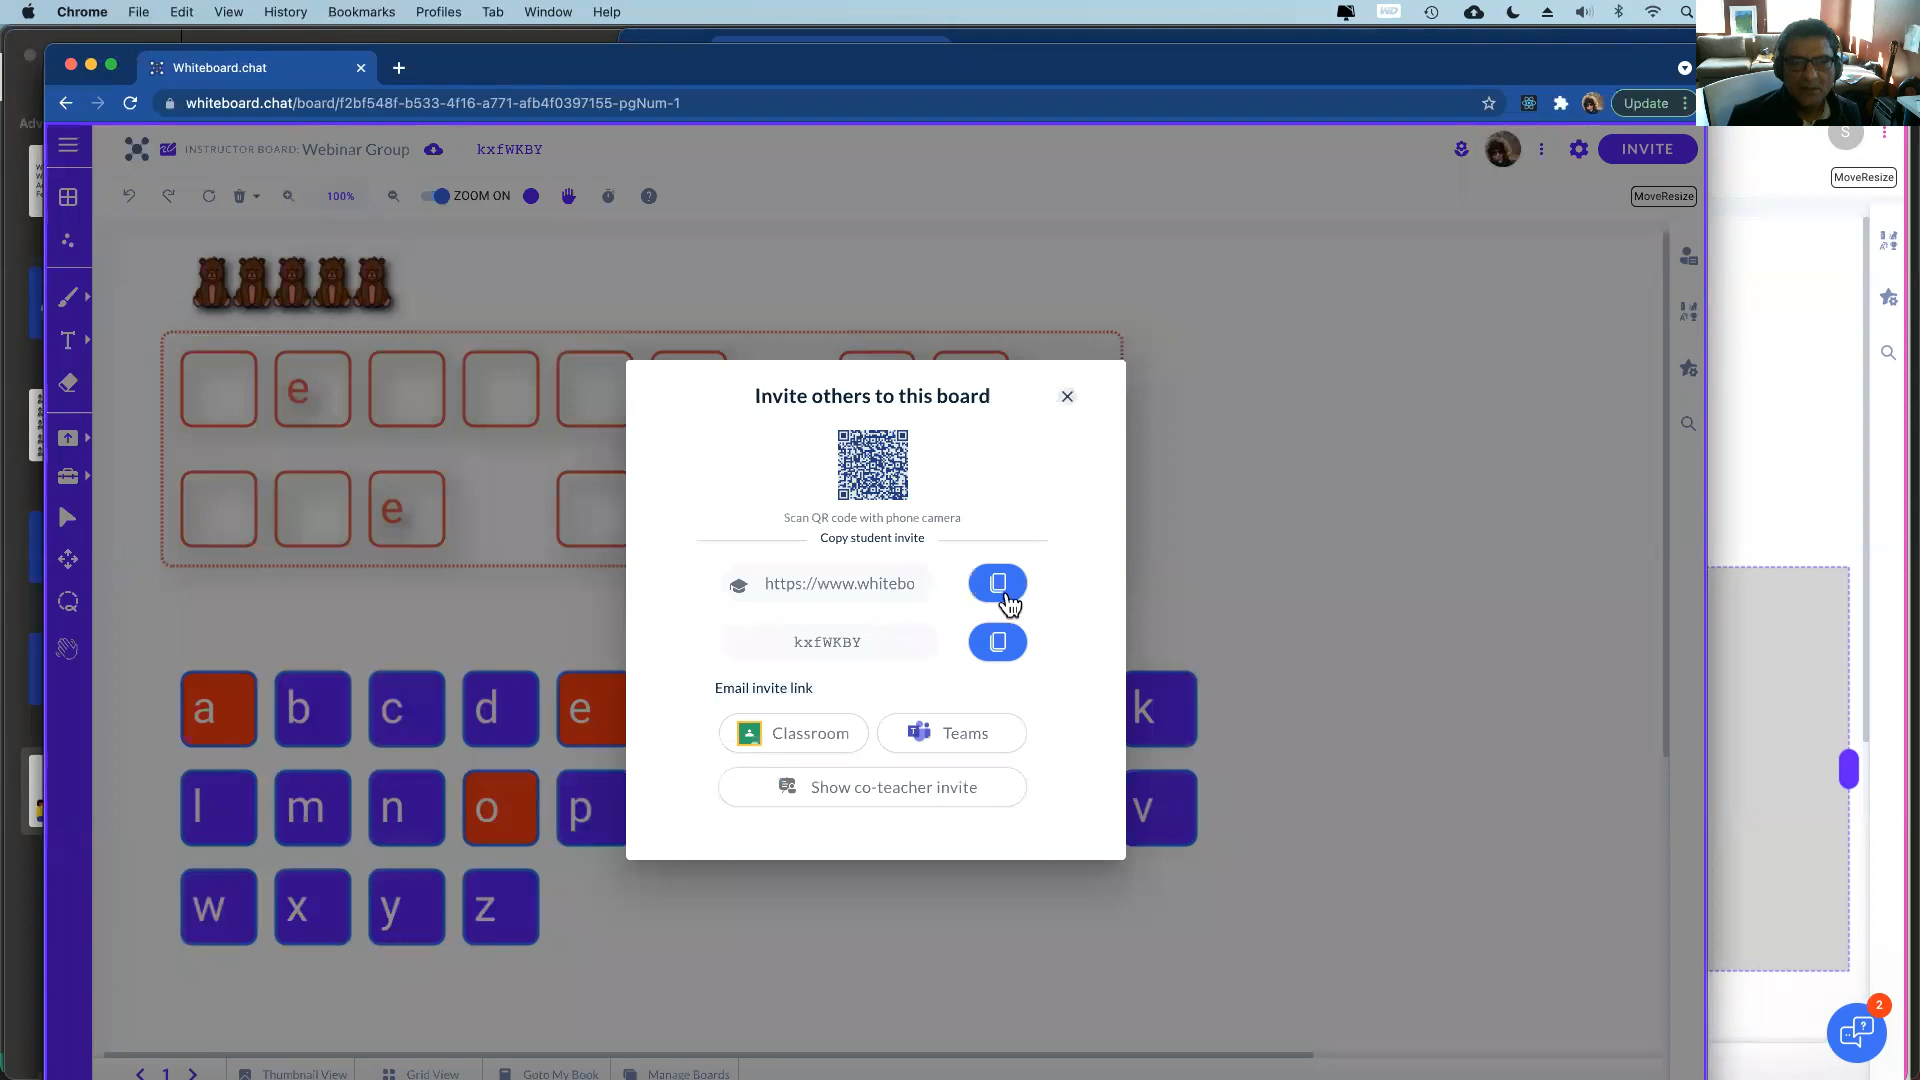 Chrome File Edit View History Bookmarks Profiles Tab Window Help
Whiteboard.chat
whiteboard.chat/board/f2bf548f-b533-4f16-a771-afb4f0397155-pgNum-1
Update
INSTRUCTOR BOARD: Webinar Group kxfWKBY
INVITE
S
100% ZOOM ON
MoveResize
MoveResize
e
e
Invite others to this board
Scan QR code with phone camera
Copy student invite
https://www.whitebo
kxfWKBY
Email invite link
Classroom Teams
Show co-teacher invite
a b c d e k
l m n o p v
w x y z
2
1 Thumbnail View Grid View Goto My Book Manage Boards